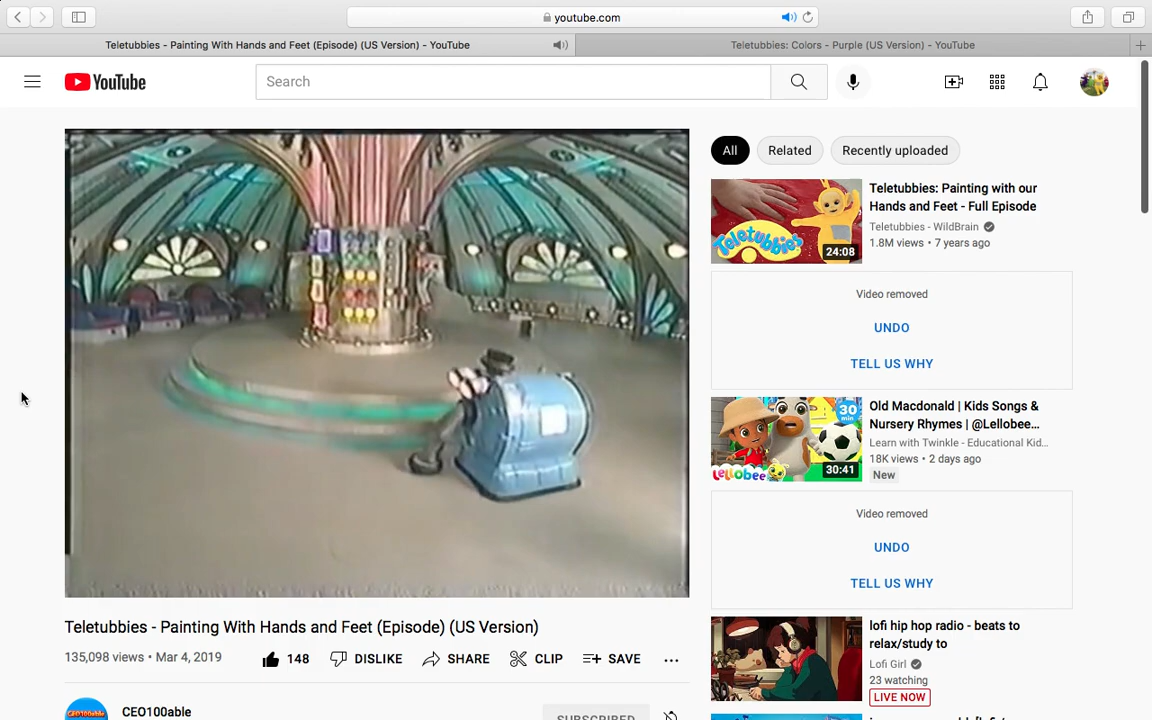 youtube.com
Teletubbies - Painting With Hands and Feet (Episode) (US Version) - YouTube
Teletubbies: Colors - Purple (US Version) - YouTube
YouTube
Search
All
Related
Recently uploaded
Teletubbies
24:08
Teletubbies: Painting with our
Hands and Feet - Full Episode
Teletubbies - WildBrain
1.8M views • 7 years ago
Video removed
UNDO
TELL US WHY
30
min
Lellobee
30:41
Old Macdonald | Kids Songs &
Nursery Rhymes | @Lellobee...
Learn with Twinkle - Educational Kid...
18K views • 2 days ago
New
Video removed
UNDO
TELL US WHY
lofi hip hop radio - beats to
relax/study to
Lofi Girl
23 watching
LIVE NOW
Teletubbies - Painting With Hands and Feet (Episode) (US Version)
135,098 views • Mar 4, 2019
148
DISLIKE
SHARE
CLIP
SAVE
CEO100able
CEO100able
SUBSCRIBED